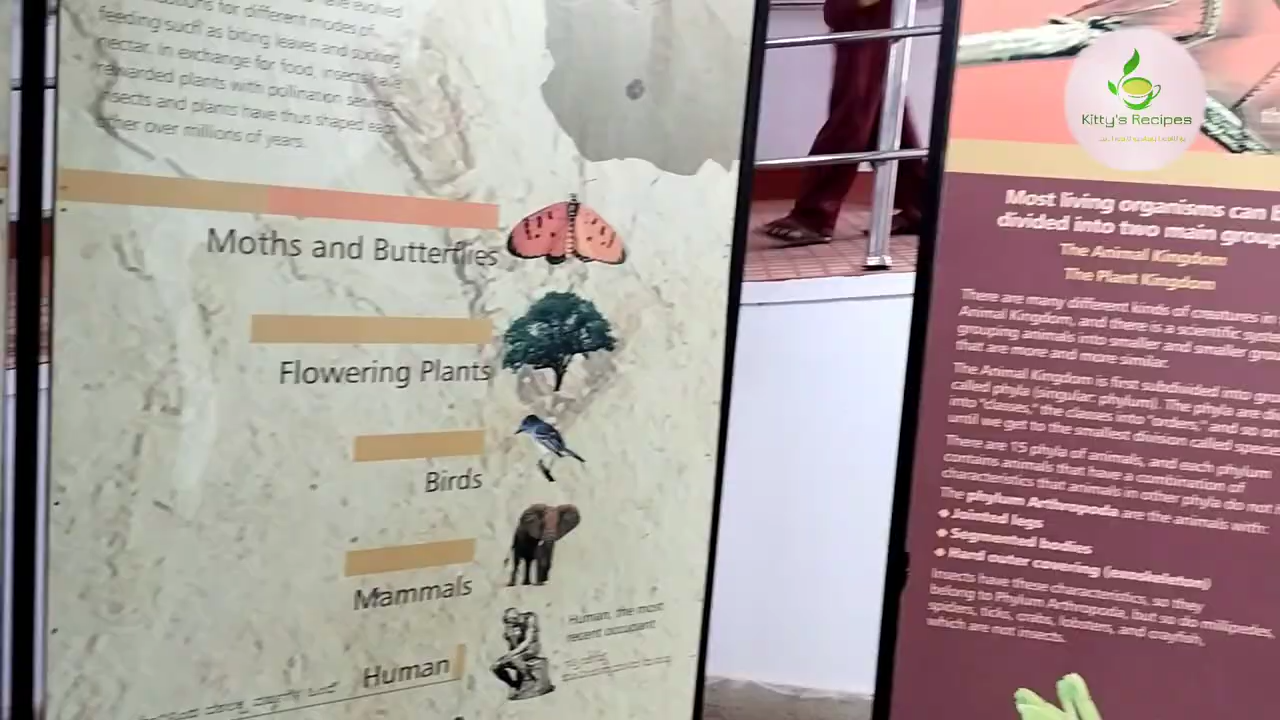 have evolved
for different modes of
feeding such as biting leaves and sucking
nectar. In exchange for food, insects have
rewarded plants with pollination services
Insects and plants have thus shaped each
other over millions of years.
Moths and Butterflies
Flowering Plants
Birds
Mammals
Human
Human, the most
recent occupant
Kitty's Recipes
Most living organisms can
divided into two main group
The Animal Kingdom
The Plant Kingdom
There are many different kinds of creatures in
Animal Kingdom, and there is a scientific
grouping animals into smaller and smaller
that are more and more similar.
The Animal Kingdom is first subdivided into
called phyla (singular: phylum). The phyla are
into "classes," the classes into "orders," and so
until we get to the smallest division called
There are 15 phyla of animals, and each phylum
contains animals that have a combination of
characteristics that animals in other phyla do not
The phylum Arthropoda are the animals with:
• Jointed legs
• Segmented bodies
• Hard outer covering (exoskeleton)
Insects have these characteristics, so they
belong to Phylum Arthropoda, but so do millipedes,
spiders, ticks, crabs, lobsters, and crayfish,
which are not insects.